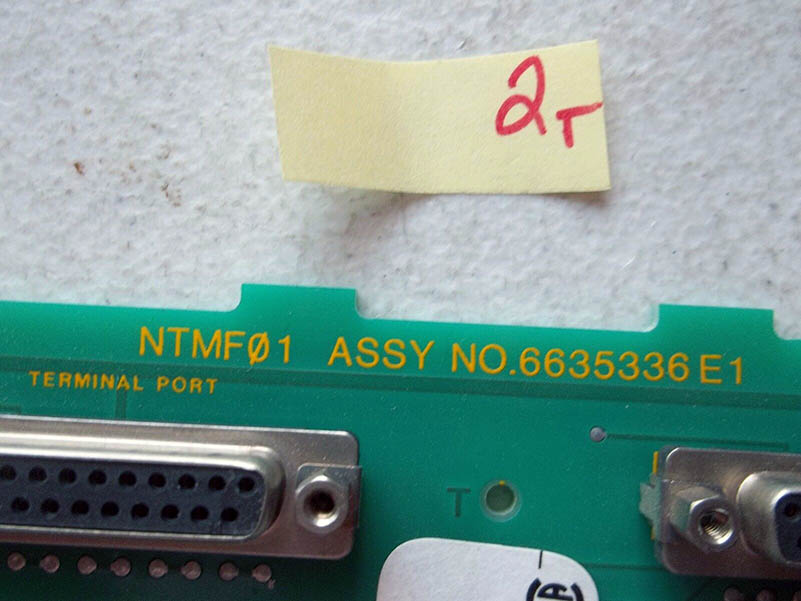 2T
NTMFØ1 ASSY NO.6635336 E1
TERMINAL PORT
T